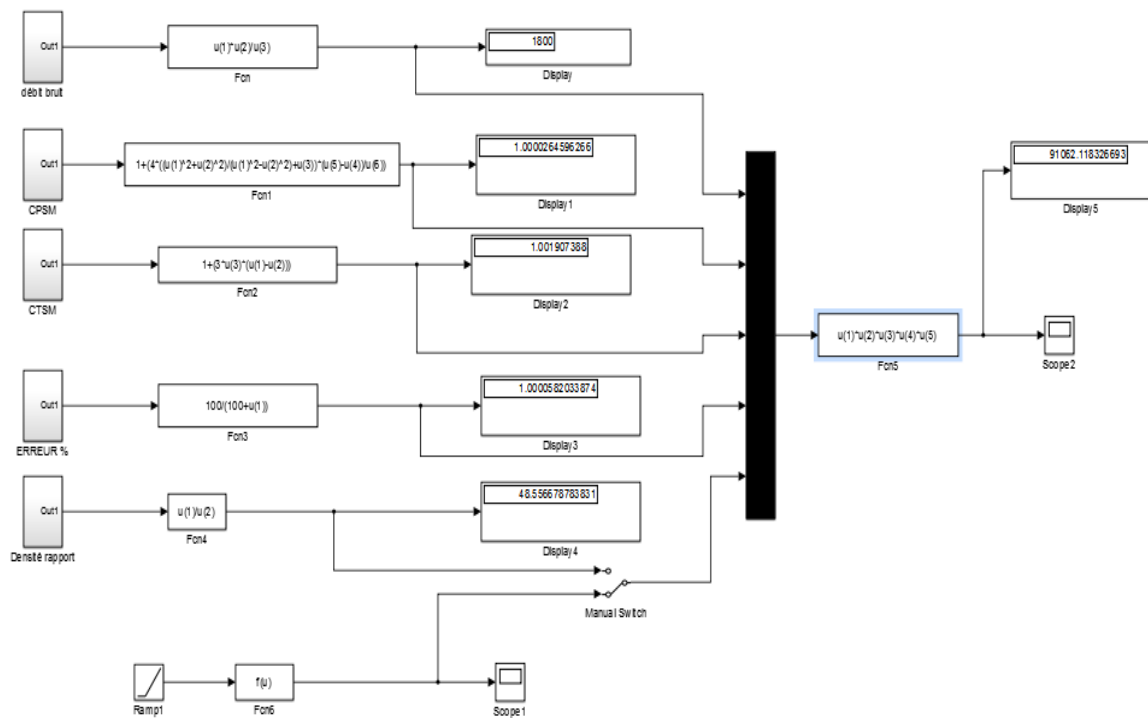 Out1
débit bruit
u(1)*u(2)/u(3)
Fcn
1800
Display
Out1
CPSM
1+(4*((u(1)^2+u(2)^2)/(u(1)^2-u(2)^2)+u(3))*(u(5)-u(4))/u(6))
Fcn1
1.0000264596266
Display1
91062.118326693
Display5
Out1
CTSM
1+(3*u(3)*(u(1)-u(2)))
Fcn2
1.001907388
Display2
u(1)*u(2)*u(3)*u(4)*u(5)
Fcn5
Scope2
Out1
ERREUR %
100/(100+u(1))
Fcn3
1.0000582033874
Display3
Out1
Densité rapport
u(1)/u(2)
Fcn4
48.556678783831
Display4
Manual Switch
Ramp1
f(u)
Fcn6
Scope1